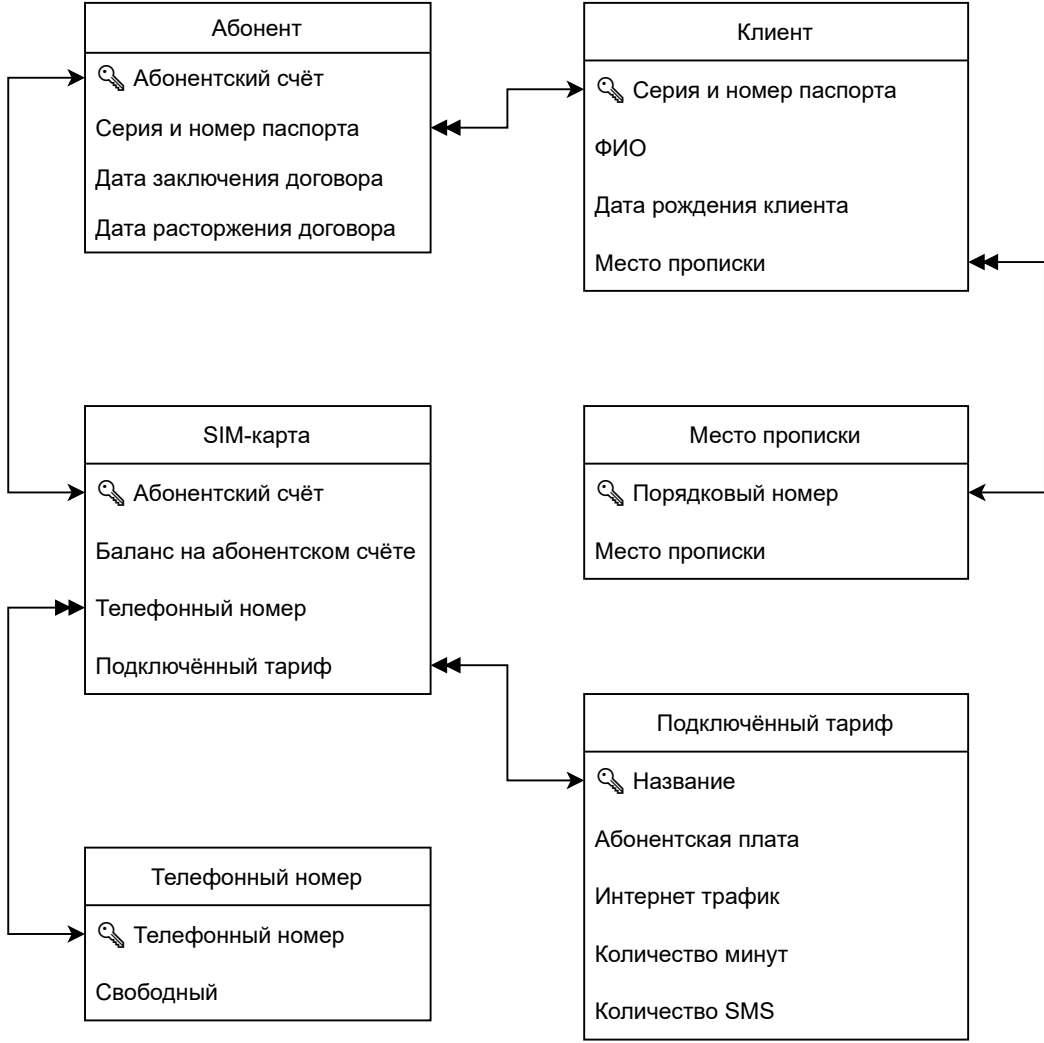 Абонент
Абонентский счёт
Серия и номер паспорта
Дата заключения договора
Дата расторжения договора
Клиент
Серия и номер паспорта
ФИО
Дата рождения клиента
Место прописки
SIM-карта
Абонентский счёт
Баланс на абонентском счёте
Телефонный номер
Подключённый тариф
Место прописки
Порядковый номер
Место прописки
Телефонный номер
Телефонный номер
Свободный
Подключённый тариф
Название
Абонентская плата
Интернет трафик
Количество минут
Количество SMS